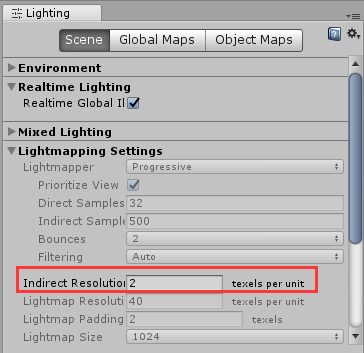 Lighting
Scene Global Maps Object Maps
Environment
Realtime Lighting
Realtime Global Il
Mixed Lighting
Lightmapping Settings
Lightmapper Progressive
Prioritize View
Direct Samples 32
Indirect Sample 500
Bounces 2
Filtering Auto
Indirect Resolution 2 texels per unit
Lightmap Resoluti 40 texels per unit
Lightmap Padding 2 texels
Lightmap Size 1024